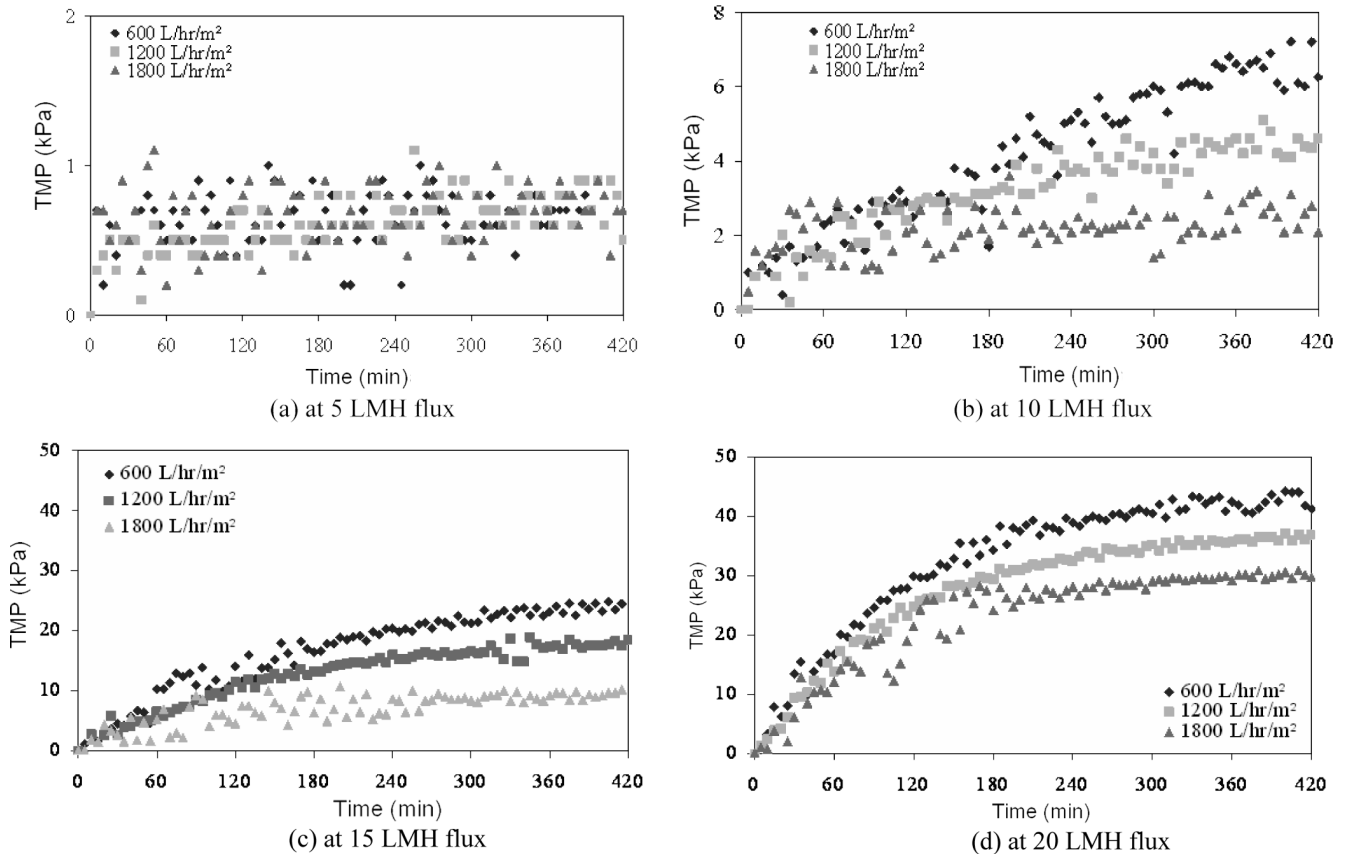 2
600 L/hr/m²
1200 L/hr/m²
1800 L/hr/m²
1
0
TMP (kPa)
0 60 120 180 240 300 360 420
Time (min)
(a) at 5 LMH flux
8
600 L/hr/m²
1200 L/hr/m²
1800 L/hr/m²
6
4
2
0
TMP (kPa)
0 60 120 180 240 300 360 420
Time (min)
(b) at 10 LMH flux
50
600 L/hr/m²
1200 L/hr/m²
1800 L/hr/m²
40
30
20
10
0
TMP (kPa)
0 60 120 180 240 300 360 420
Time (min)
(c) at 15 LMH flux
50
40
30
20
10
0
TMP (kPa)
600 L/hr/m²
1200 L/hr/m²
1800 L/hr/m²
0 60 120 180 240 300 360 420
Time (min)
(d) at 20 LMH flux